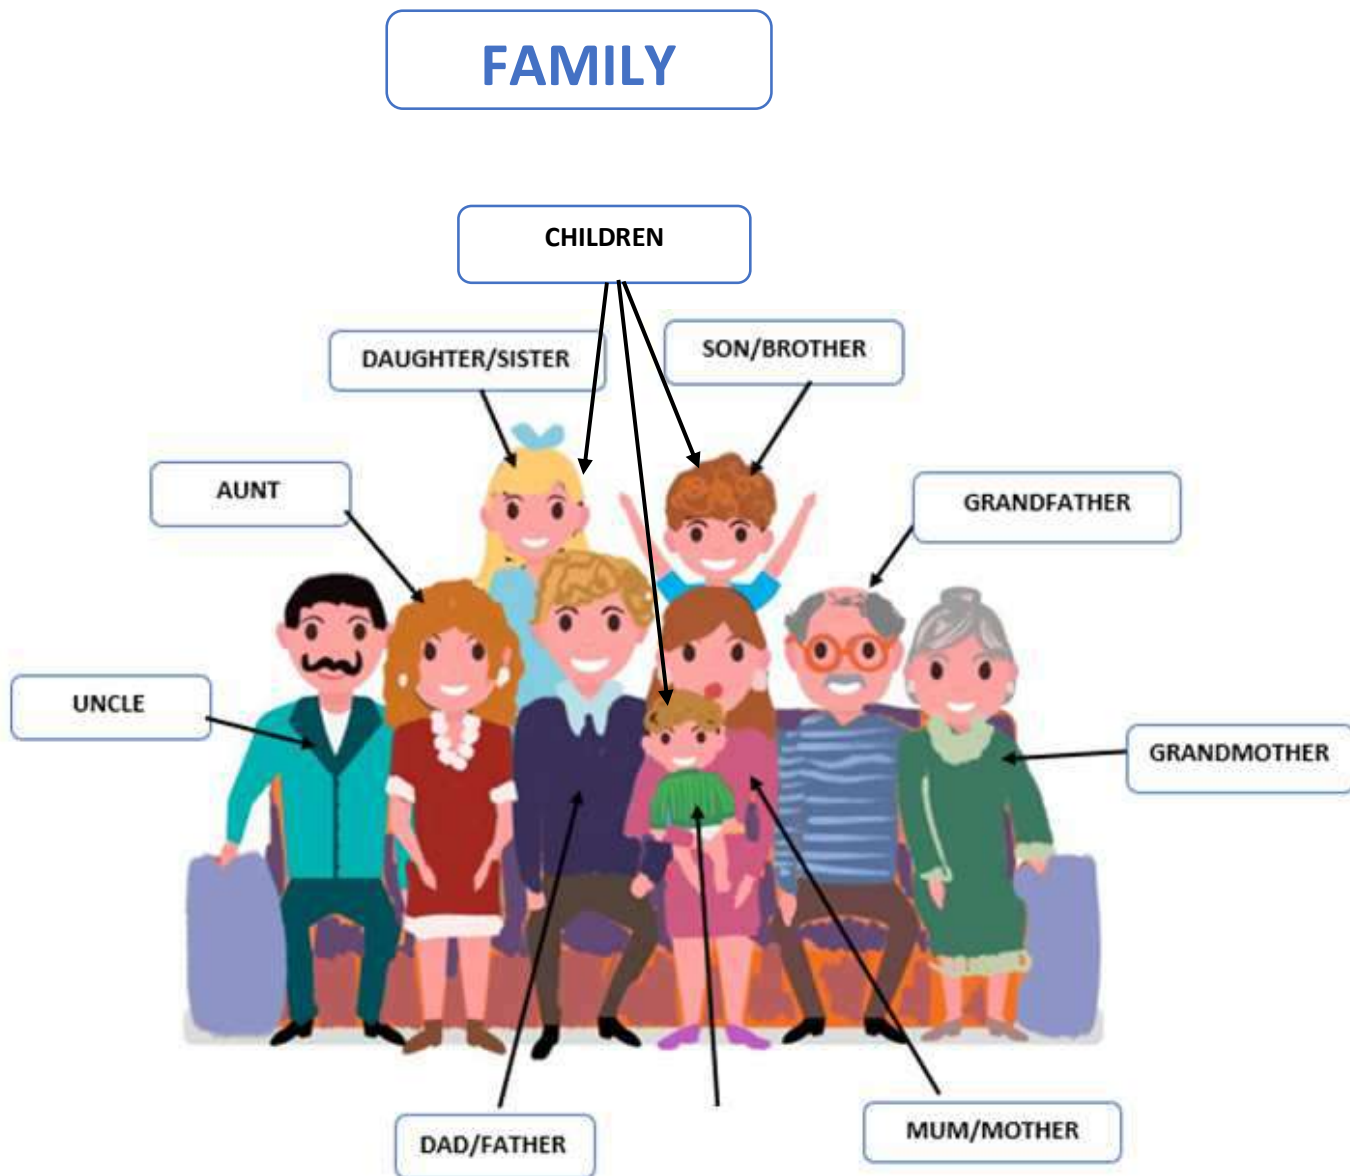 FAMILY
CHILDREN
DAUGHTER/SISTER
SON/BROTHER
AUNT
GRANDFATHER
UNCLE
GRANDMOTHER
DAD/FATHER
MUM/MOTHER